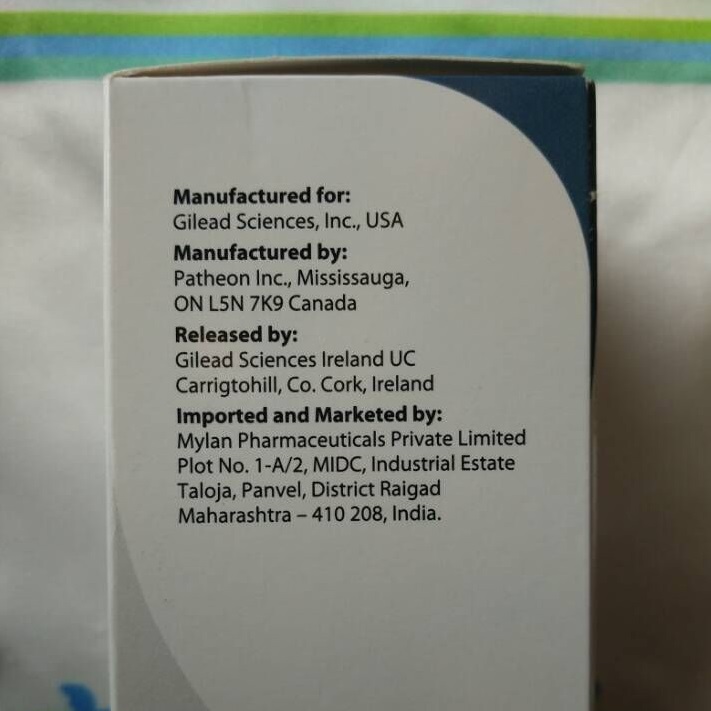 Manufactured for:
Gilead Sciences, Inc., USA
Manufactured by:
Patheon Inc., Mississauga,
ON L5N 7K9 Canada
Released by:
Gilead Sciences Ireland UC
Carrigtohill, Co. Cork, Ireland
Imported and Marketed by:
Mylan Pharmaceuticals Private Limited
Plot No. 1-A/2, MIDC, Industrial Estate
Taloja, Panvel, District Raigad
Maharashtra – 410 208, India.